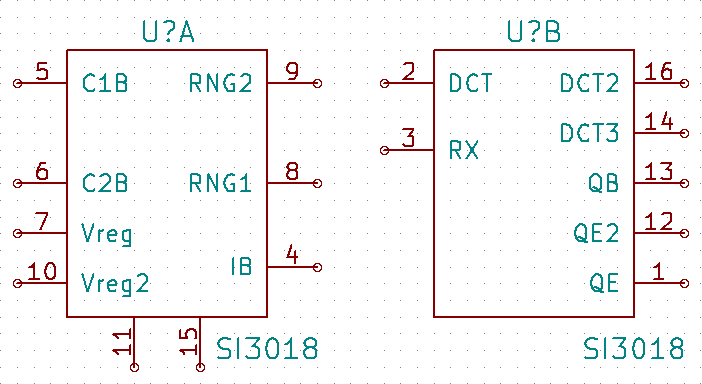 U?A
5 C1B RNG2 9
6 C2B RNG1 8
7 Vreg
IB 4
10 Vreg2
11 15 SI3018
U?B
2 DCT DCT2 16
DCT3 14
3 RX
QB 13
QE2 12
QE 1
SI3018